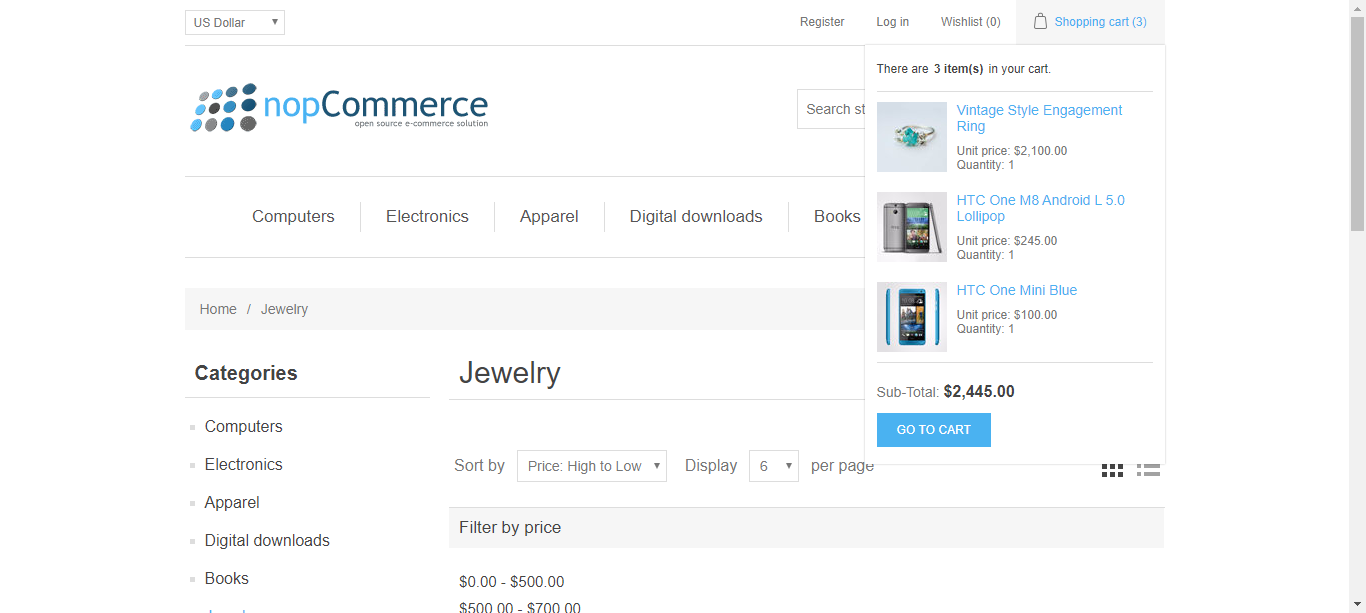 US Dollar
Register
Log in
Wishlist (0)
Shopping cart (3)
There are 3 item(s) in your cart.
nopCommerce
open source e-commerce solution
Search st
Vintage Style Engagement
Ring
Unit price: $2,100.00
Quantity: 1
HTC One M8 Android L 5.0
Lollipop
Unit price: $245.00
Quantity: 1
HTC One Mini Blue
Unit price: $100.00
Quantity: 1
Sub-Total: $2,445.00
GO TO CART
Computers
Electronics
Apparel
Digital downloads
Books
Home / Jewelry
Categories
Computers
Electronics
Apparel
Digital downloads
Books
Jewelry
Sort by Price: High to Low Display 6 per page
Filter by price
$0.00 - $500.00
$500.00 - $700.00